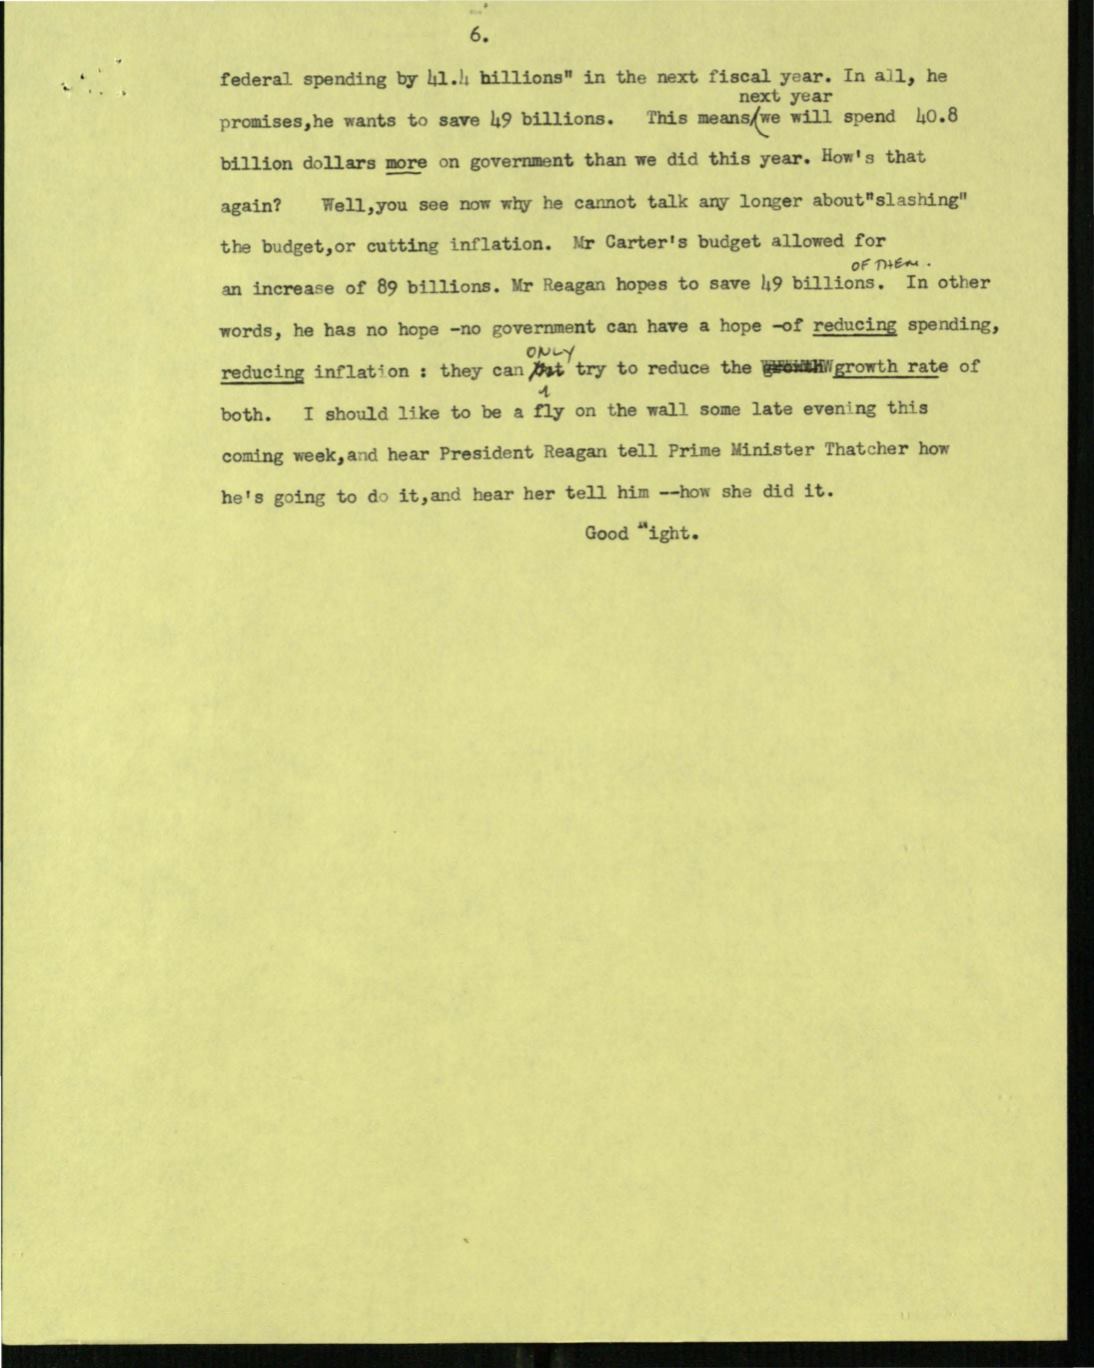 6.
federal spending by 41.4 billions" in the next fiscal year. In all, he
next year
promises,he wants to save 49 billions. This means/we will spend 40.8
billion dollars more on government than we did this year. How's that
again? Well,you see now why he cannot talk any longer about"slashing"
the budget,or cutting inflation. Mr Carter's budget allowed for
OF THEM.
an increase of 89 billions. Mr Reagan hopes to save 49 billions. In other
words, he has no hope -no government can have a hope -of reducing spending,
ONLY
reducing inflation : they can try to reduce the growth rate of
both. I should like to be a fly on the wall some late evening this
coming week,and hear President Reagan tell Prime Minister Thatcher how
he's going to do it,and hear her tell him --how she did it.
Good Night.